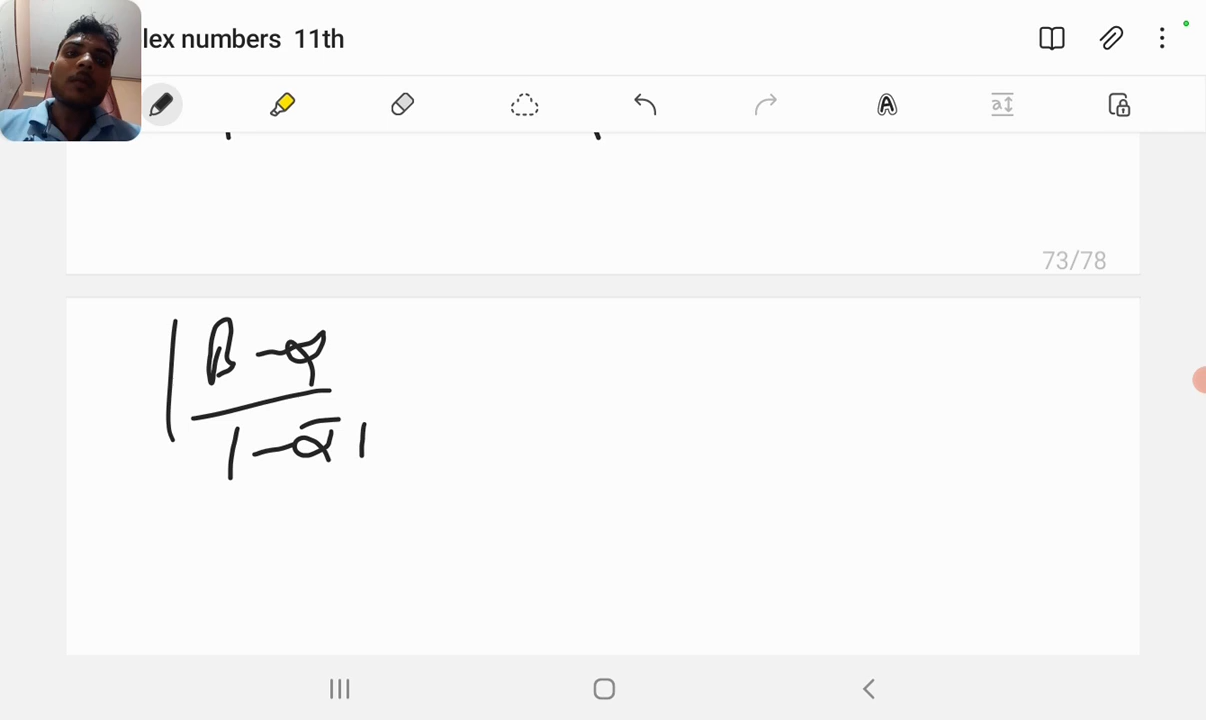 lex numbers 11th
73/78
| β - α
1 - ᾱ |